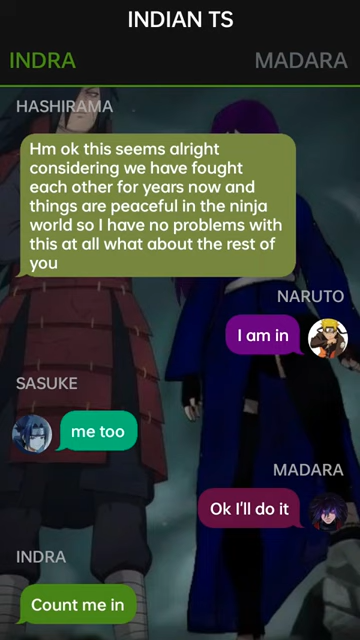 INDIAN TS
INDRA
MADARA
HASHIRAMA
Hm ok this seems alright
considering we have fought
each other for years now and
things are peaceful in the ninja
world so I have no problems with
this at all what about the rest of
you
NARUTO
I am in
SASUKE
me too
MADARA
Ok I'll do it
INDRA
Count me in